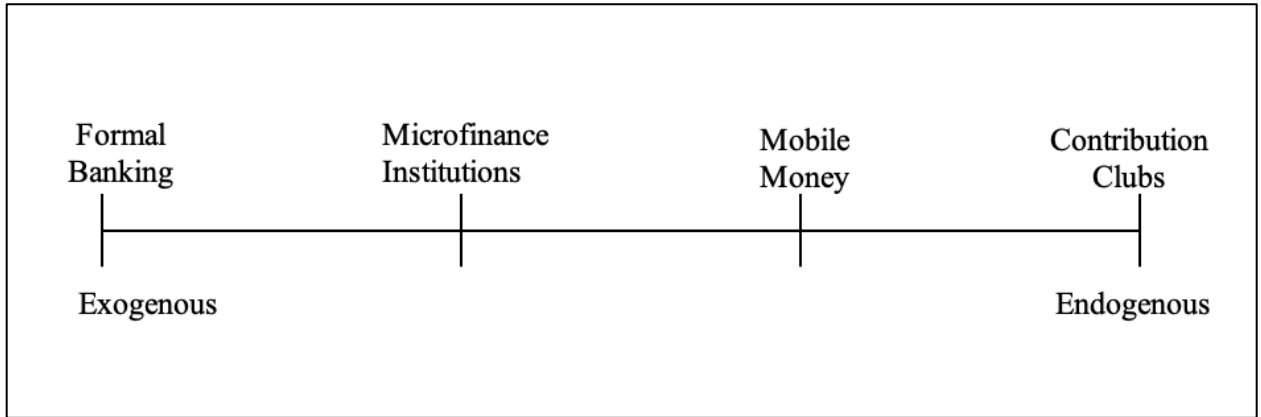 Formal
Banking
Microfinance
Institutions
Mobile
Money
Contribution
Clubs
Exogenous
Endogenous